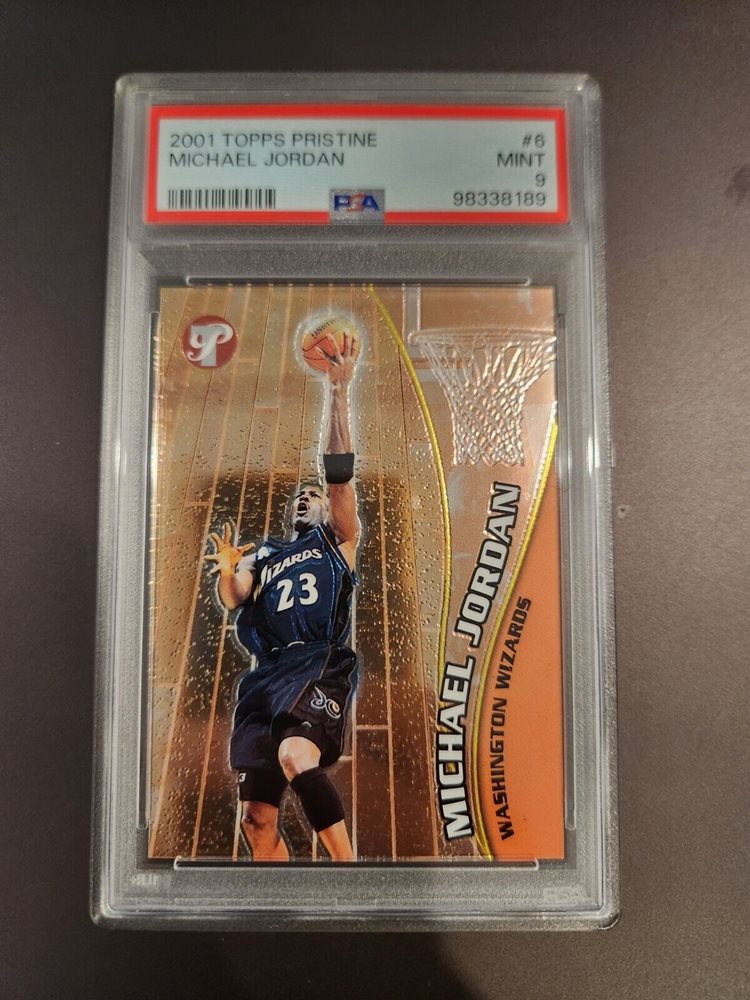 2001 TOPPS PRISTINE #6
MICHAEL JORDAN MINT
9
PSA 98338189
P
WIZARDS
23
MICHAEL JORDAN
WASHINGTON WIZARDS